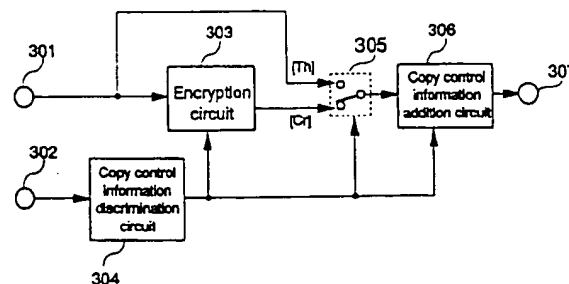 303
306
301
[Th]
305
307
Encryption
circuit
Copy control
information
addition circuit
[Cr]
302
Copy control
information
discrimination
circuit
304